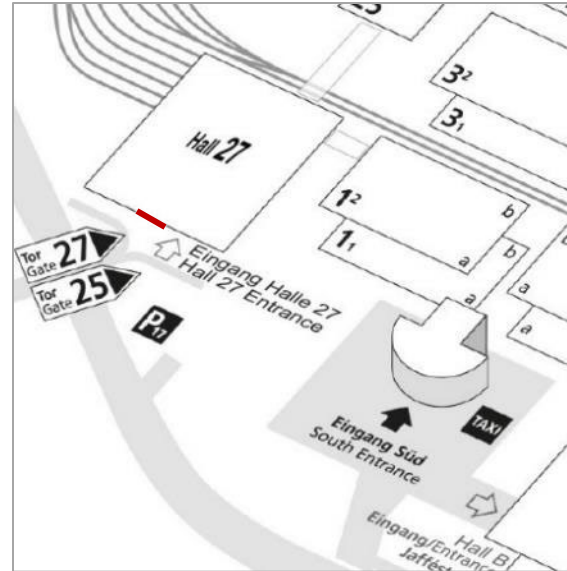 25
3²
3₁
Hall 27
1²
b
1₁
a
b
b
a
a
a
Tor
Gate 27
Tor
Gate 25
Eingang Halle 27
Hall 27 Entrance
P17
Eingang Süd
South Entrance
TAXI
Hall B
Eingang/Entrance